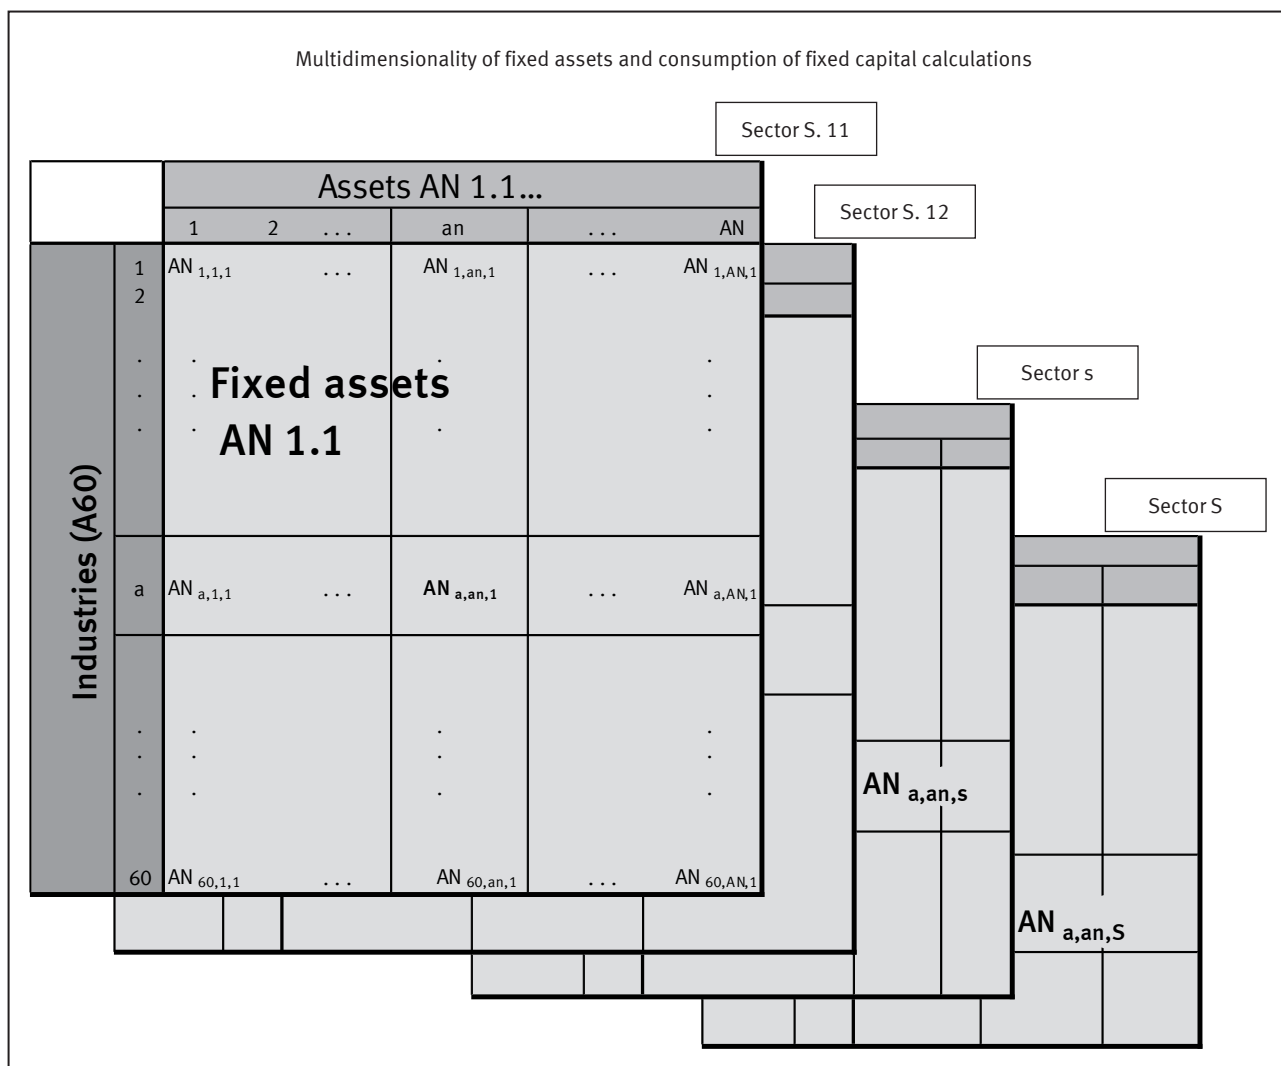 Multidimensionality of fixed assets and consumption of fixed capital calculations
Sector S. 11
Assets AN 1.1...
Sector S. 12
1 2 ... an ... AN
1 AN 1,1,1 ... AN 1,an,1 ... AN 1,AN,1
2
. . . .
Sector s
Fixed assets
. . .
AN 1.1
. . . .
Industries (A60)
Sector S
a AN a,1,1 ... AN a,an,1 ... AN a,AN,1
. . . .
. . . .
AN a,an,s
. . . .
60 AN 60,1,1 ... AN 60,an,1 ... AN 60,AN,1
AN a,an,S